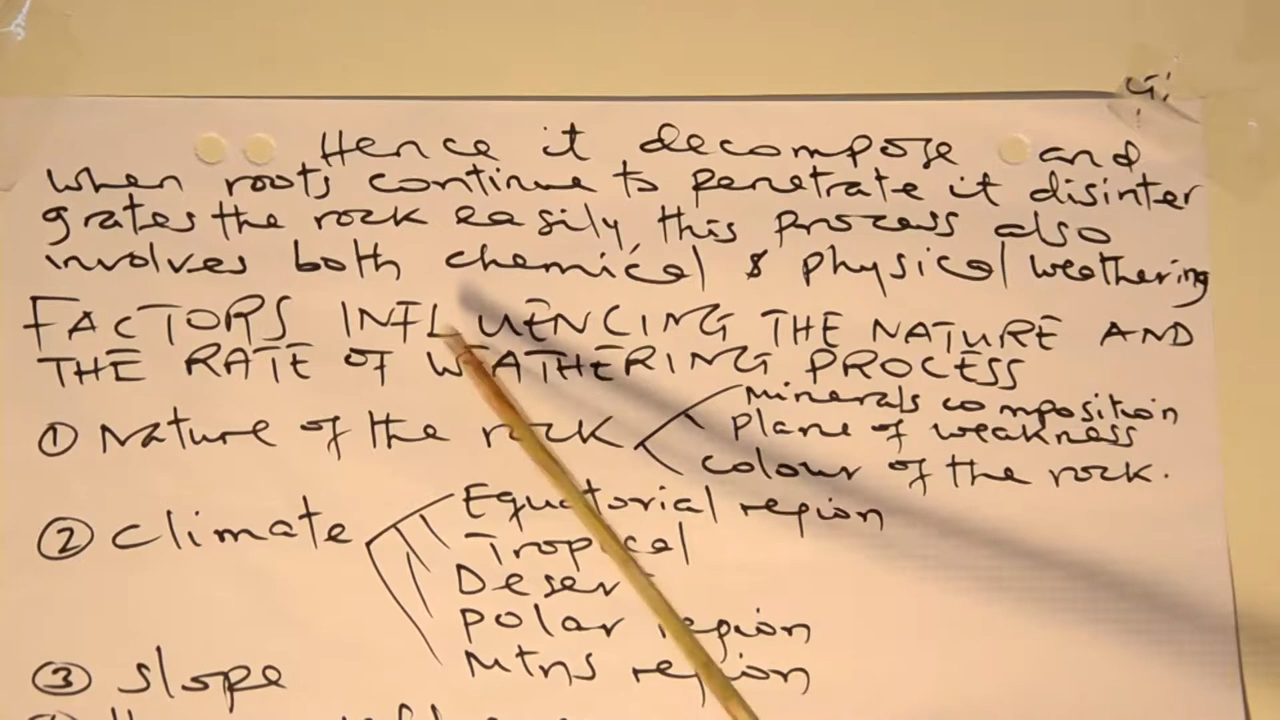 Hence it decompose and
when roots continue to penetrate it disinter
grates the rock easily, this process also
involves both chemical & physical weathering
FACTORS INFLUENCING THE NATURE AND
THE RATE OF WEATHERING PROCESS
① Nature of the rock
minerals composition
Plane of weakness
colour of the rock.
② Climate
Equatorial region
Tropical
Desert
Polar region
Mtns region
③ Slope